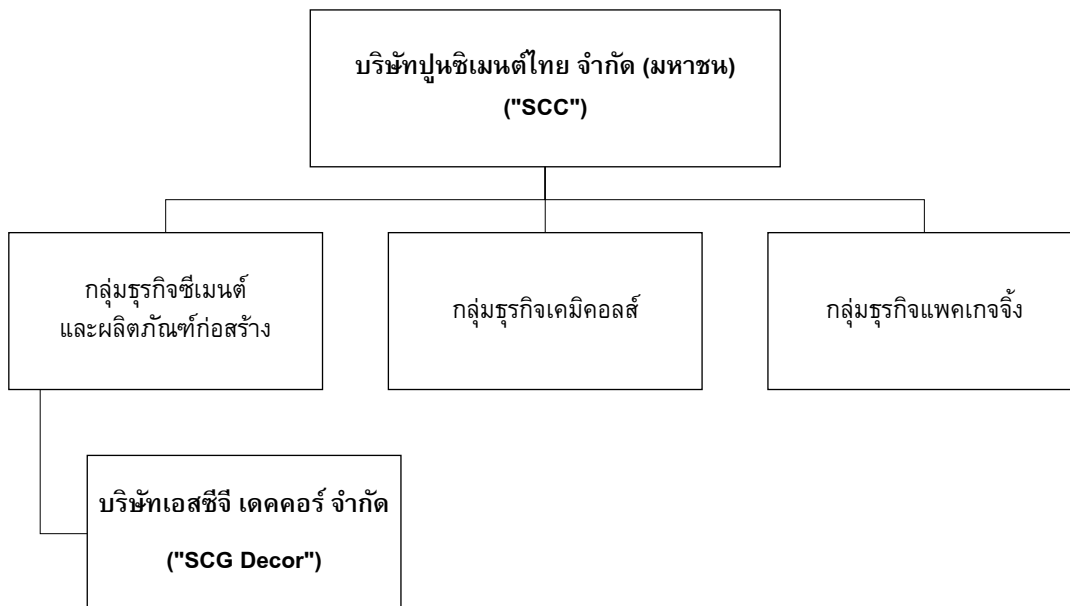 บริษัทปูนซิเมนต์ไทย จำกัด (มหาชน)
("SCC")
กลุ่มธุรกิจซีเมนต์
และผลิตภัณฑ์ก่อสร้าง
กลุ่มธุรกิจเคมิคอลส์
กลุ่มธุรกิจแพคเกจจิ้ง
บริษัทเอสซีจี เดคคอร์ จำกัด
("SCG Decor")